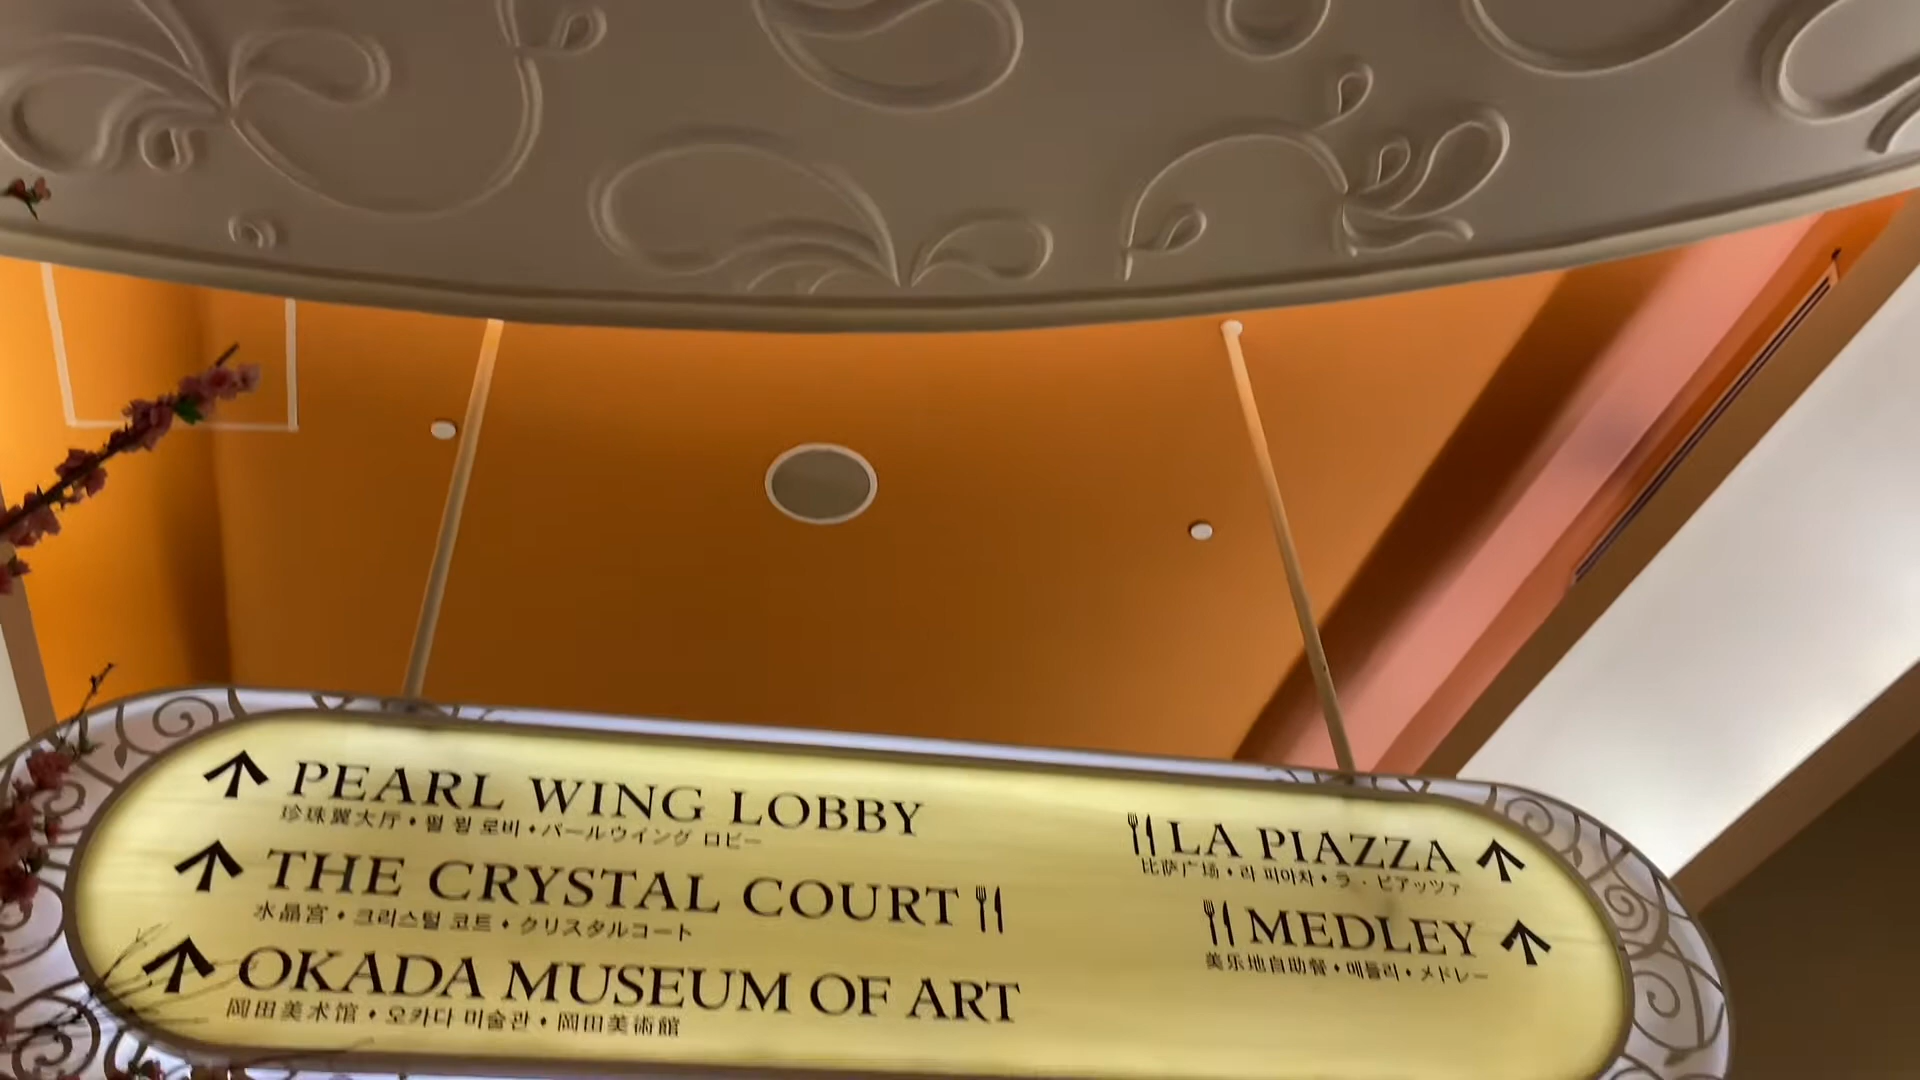 PEARL WING LOBBY
珍珠翼大厅・펄 윙 로비・パールウイング ロビー
THE CRYSTAL COURT
水晶宫・크리스털 코트・クリスタルコート
OKADA MUSEUM OF ART
岡田美术馆・오카다 미술관・岡田美術館
LA PIAZZA
比萨广场・라 피아차・ラ・ピアッツァ
MEDLEY
美乐地自助餐・메들리・メドレー